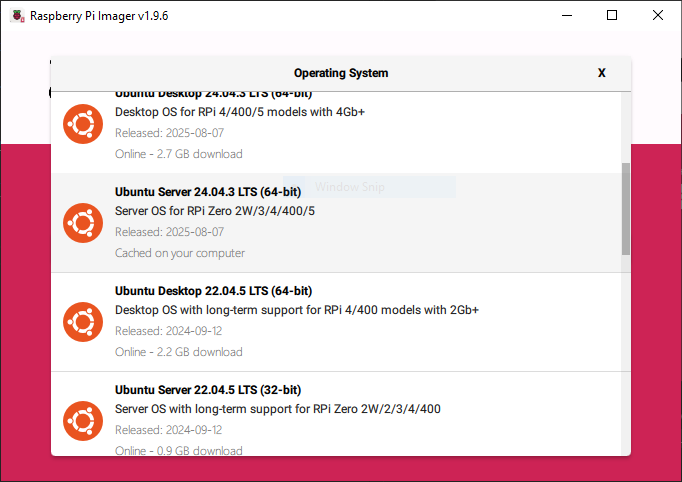 Raspberry Pi Imager v1.9.6
Operating System
X
Ubuntu Desktop 24.04.3 LTS (64-bit)
Desktop OS for RPi 4/400/5 models with 4Gb+
Released: 2025-08-07
Online - 2.7 GB download
Window Snip
Ubuntu Server 24.04.3 LTS (64-bit)
Server OS for RPi Zero 2W/3/4/400/5
Released: 2025-08-07
Cached on your computer
Ubuntu Desktop 22.04.5 LTS (64-bit)
Desktop OS with long-term support for RPi 4/400 models with 2Gb+
Released: 2024-09-12
Online - 2.2 GB download
Ubuntu Server 22.04.5 LTS (32-bit)
Server OS with long-term support for RPi Zero 2W/2/3/4/400
Released: 2024-09-12
Online - 0.9 GB download